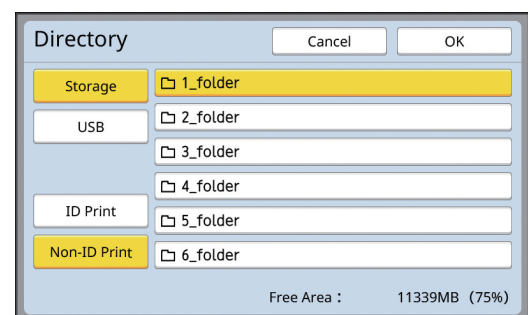 Directory
Cancel
OK
Storage
USB
ID Print
Non-ID Print
1_folder
2_folder
3_folder
4_folder
5_folder
6_folder
Free Area : 11339MB (75%)